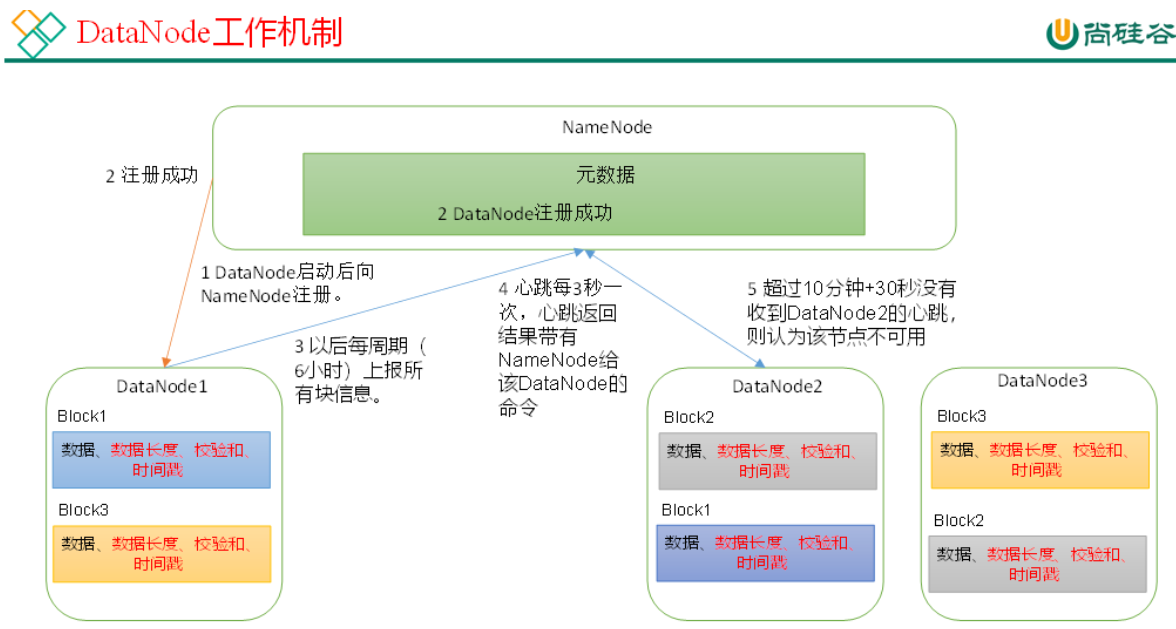 DataNode工作机制
尚硅谷
NameNode
2 注册成功
元数据
2 DataNode注册成功
1 DataNode启动后向
NameNode注册。
3 以后每周期（
6小时）上报所
有块信息。
4 心跳每3秒一
次，心跳返回
结果带有
NameNode给
该DataNode的
命令
5 超过10分钟+30秒没有
收到DataNode2的心跳，
则认为该节点不可用
DataNode1
Block1
数据、数据长度、校验和、
时间戳
Block3
数据、数据长度、校验和、
时间戳
DataNode2
Block2
数据、数据长度、校验和、
时间戳
Block1
数据、数据长度、校验和、
时间戳
DataNode3
Block3
数据、数据长度、校验和、
时间戳
Block2
数据、数据长度、校验和、
时间戳